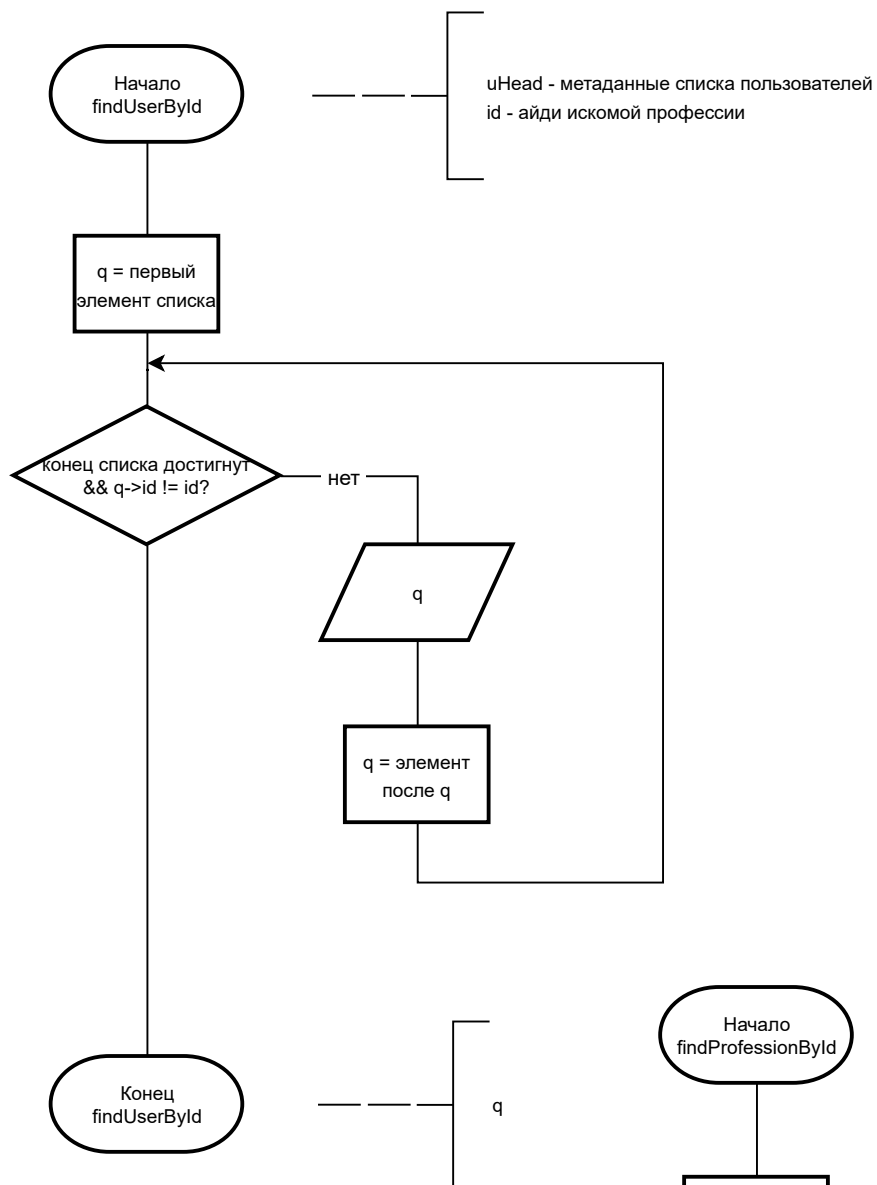 Начало
findUserById
uHead - метаданные списка пользователей
id - айди искомой профессии
q = первый
элемент списка
конец списка достигнут
&& q->id != id?
нет
q
q = элемент
после q
Начало
findProfessionById
Конец
findUserById
q